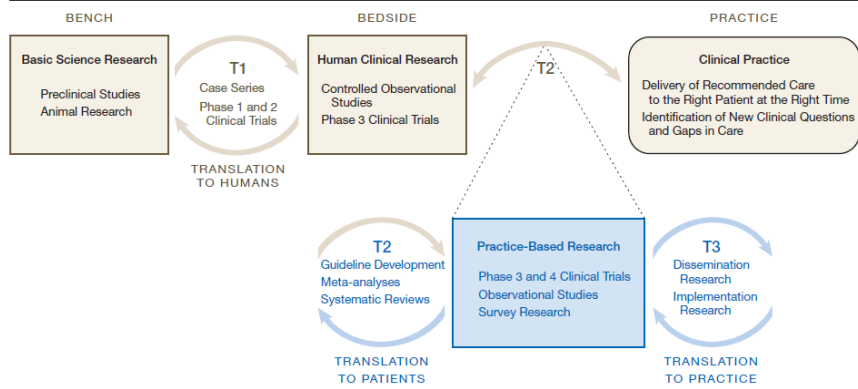 BENCH
BEDSIDE
PRACTICE
Basic Science Research
Preclinical Studies
Animal Research
T1
Case Series
Phase 1 and 2
Clinical Trials
TRANSLATION
TO HUMANS
Human Clinical Research
Controlled Observational
Studies
Phase 3 Clinical Trials
T2
Clinical Practice
Delivery of Recommended Care
to the Right Patient at the Right Time
Identification of New Clinical Questions
and Gaps in Care
T2
Guideline Development
Meta-analyses
Systematic Reviews
TRANSLATION
TO PATIENTS
Practice-Based Research
Phase 3 and 4 Clinical Trials
Observational Studies
Survey Research
T3
Dissemination
Research
Implementation
Research
TRANSLATION
TO PRACTICE